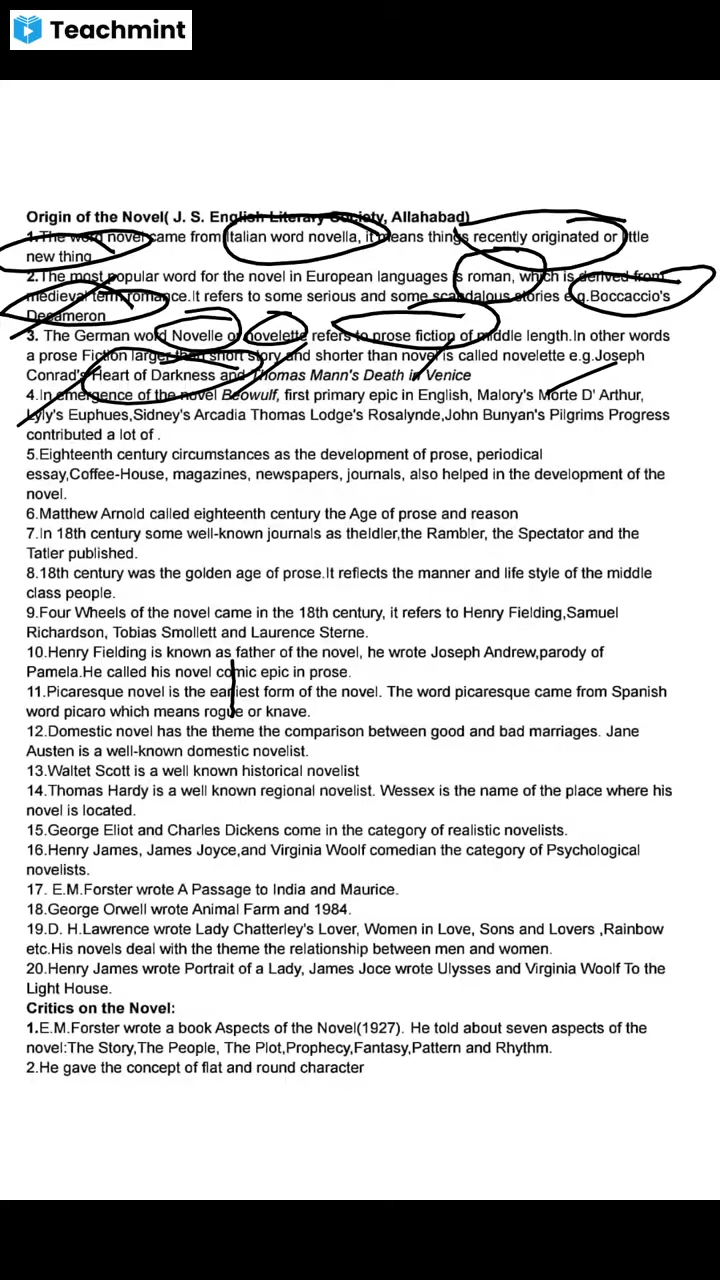 Teachmint
Origin of the Novel( J. S. English Literary Society, Allahabad)
1.The word novel came from Italian word novella, it means things recently originated or little
new thing
2.The most popular word for the novel in European languages is roman, which is derived from
medieval term romance.It refers to some serious and some scandalous stories e.g.Boccaccio's
Decameron
3. The German word Novelle or novelette refers to prose fiction of middle length.In other words
a prose Fiction larger than short story and shorter than novel is called novelette e.g.Joseph
Conrad's Heart of Darkness and Thomas Mann's Death in Venice
4.In emergence of the novel Beowulf, first primary epic in English, Malory's Morte D' Arthur,
Lyly's Euphues,Sidney's Arcadia Thomas Lodge's Rosalynde,John Bunyan's Pilgrims Progress
contributed a lot of .
5.Eighteenth century circumstances as the development of prose, periodical
essay,Coffee-House, magazines, newspapers, journals, also helped in the development of the
novel.
6.Matthew Arnold called eighteenth century the Age of prose and reason
7.In 18th century some well-known journals as theIdler,the Rambler, the Spectator and the
Tatler published.
8.18th century was the golden age of prose.It reflects the manner and life style of the middle
class people.
9.Four Wheels of the novel came in the 18th century, it refers to Henry Fielding,Samuel
Richardson, Tobias Smollett and Laurence Sterne.
10.Henry Fielding is known as father of the novel, he wrote Joseph Andrew,parody of
Pamela.He called his novel comic epic in prose.
11.Picaresque novel is the earliest form of the novel. The word picaresque came from Spanish
word picaro which means rogue or knave.
12.Domestic novel has the theme the comparison between good and bad marriages. Jane
Austen is a well-known domestic novelist.
13.Waltet Scott is a well known historical novelist
14.Thomas Hardy is a well known regional novelist. Wessex is the name of the place where his
novel is located.
15.George Eliot and Charles Dickens come in the category of realistic novelists.
16.Henry James, James Joyce,and Virginia Woolf comedian the category of Psychological
novelists.
17. E.M.Forster wrote A Passage to India and Maurice.
18.George Orwell wrote Animal Farm and 1984.
19.D. H.Lawrence wrote Lady Chatterley's Lover, Women in Love, Sons and Lovers ,Rainbow
etc.His novels deal with the theme the relationship between men and women.
20.Henry James wrote Portrait of a Lady, James Joce wrote Ulysses and Virginia Woolf To the
Light House.
Critics on the Novel:
1.E.M.Forster wrote a book Aspects of the Novel(1927). He told about seven aspects of the
novel:The Story,The People, The Plot,Prophecy,Fantasy,Pattern and Rhythm.
2.He gave the concept of flat and round character